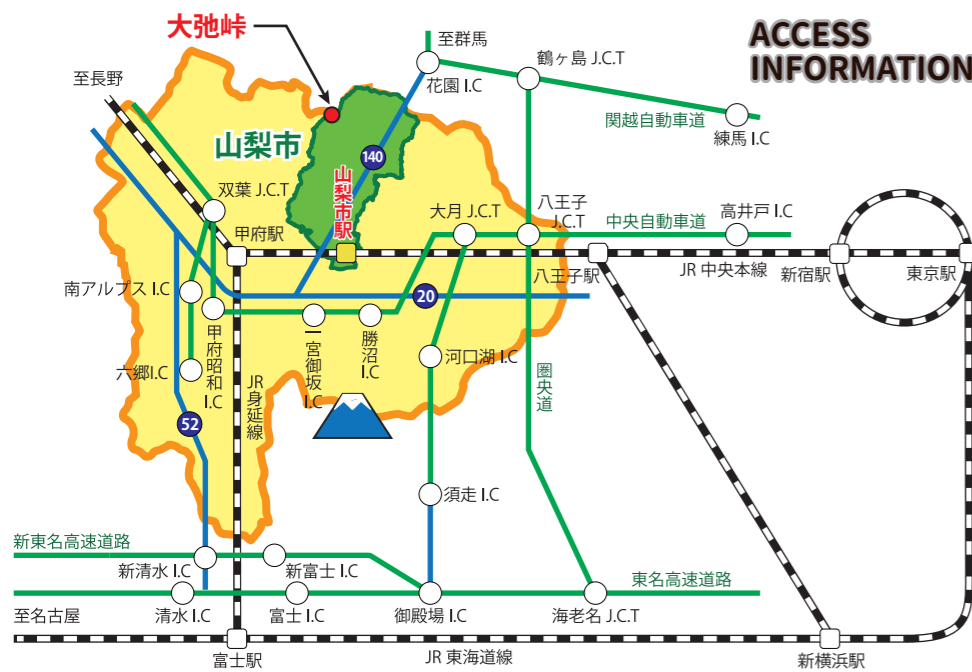 大弛峠
ACCESS
INFORMATION
至群馬
鶴ヶ島 J.C.T
至長野
花園 I.C
関越自動車道
練馬 I.C
山梨市
140
山梨市駅
双葉 J.C.T
大月 J.C.T
八王子
J.C.T
中央自動車道
高井戸 I.C
甲府駅
八王子駅
JR 中央本線
新宿駅
東京駅
南アルプス I.C
20
甲府昭和
I.C
一宮御坂
I.C
勝沼
I.C
河口湖 I.C
圏央道
六郷I.C
JR身延線
52
須走 I.C
新東名高速道路
新清水 I.C
新富士 I.C
東名高速道路
至名古屋
清水 I.C
富士 I.C
御殿場 I.C
海老名 J.C.T
富士駅
JR 東海道線
新横浜駅